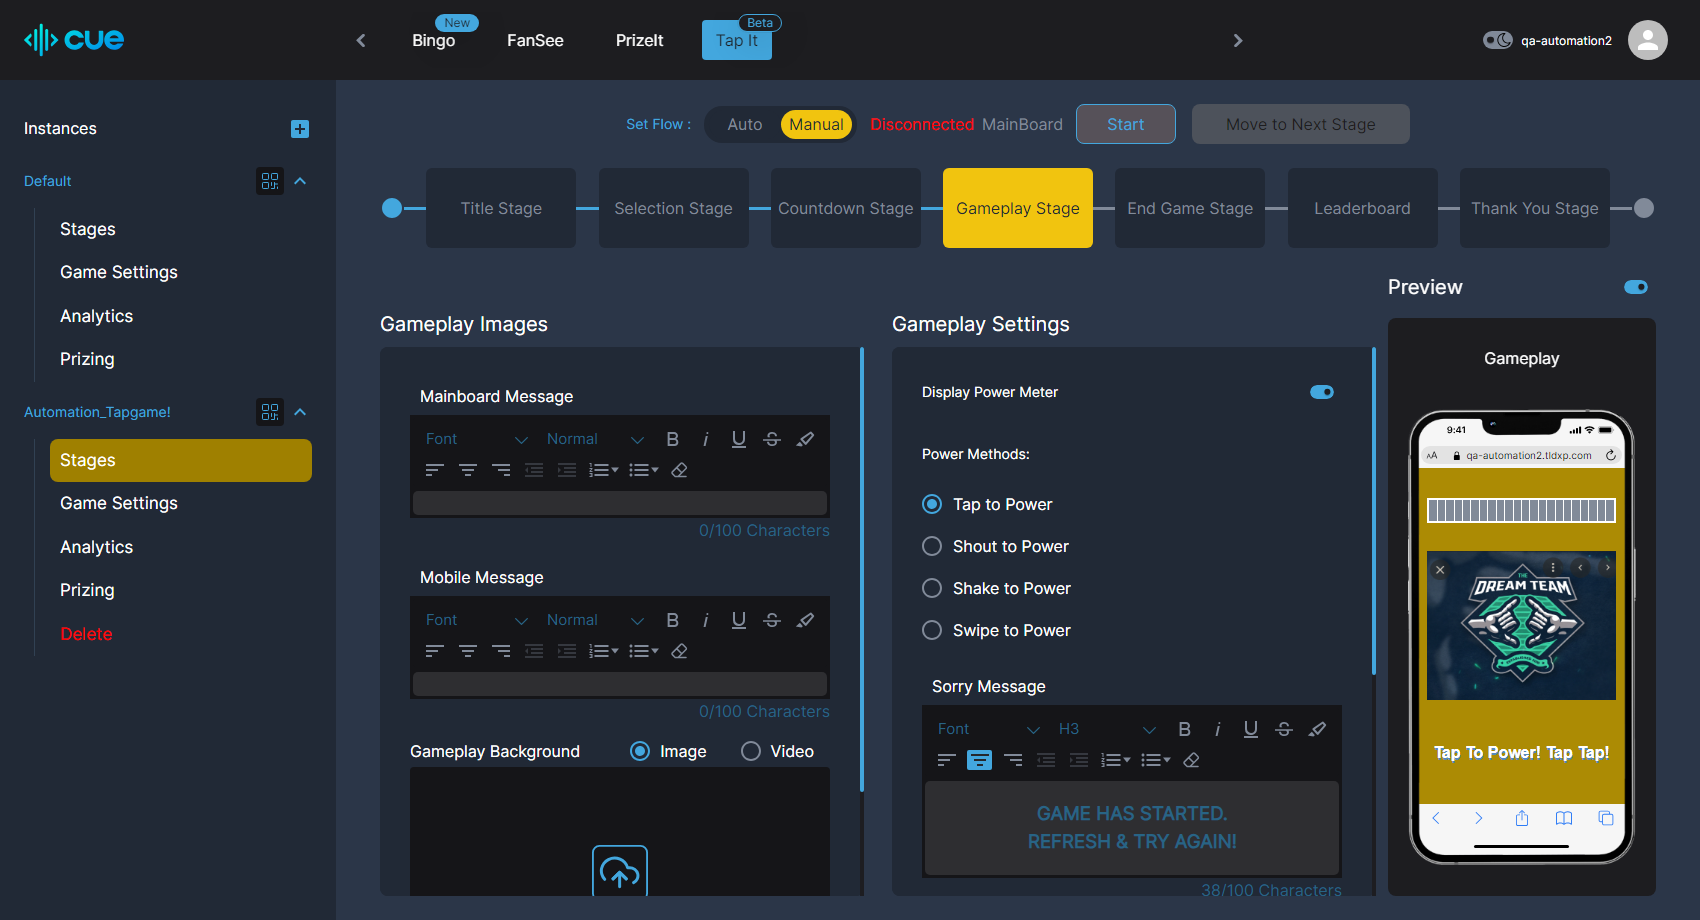 cue
New
Bingo
FanSee
PrizeIt
Beta
Tap It
qa-automation2
Instances
Default
Stages
Game Settings
Analytics
Prizing
Automation_Tapgame!
Stages
Game Settings
Analytics
Prizing
Delete
Set Flow :
Auto
Manual
Disconnected MainBoard
Start
Move to Next Stage
Title Stage
Selection Stage
Countdown Stage
Gameplay Stage
End Game Stage
Leaderboard
Thank You Stage
Gameplay Images
Mainboard Message
Font
Normal
B i U S
0/100 Characters
Mobile Message
Font
Normal
B i U S
0/100 Characters
Gameplay Background
Image
Video
Gameplay Settings
Display Power Meter
Power Methods:
Tap to Power
Shout to Power
Shake to Power
Swipe to Power
Sorry Message
Font
H3
B i U S
GAME HAS STARTED.
REFRESH & TRY AGAIN!
38/100 Characters
Preview
Gameplay
9:41
AA
qa-automation2.tldxp.com
THE
DREAM TEAM
Tap To Power! Tap Tap!